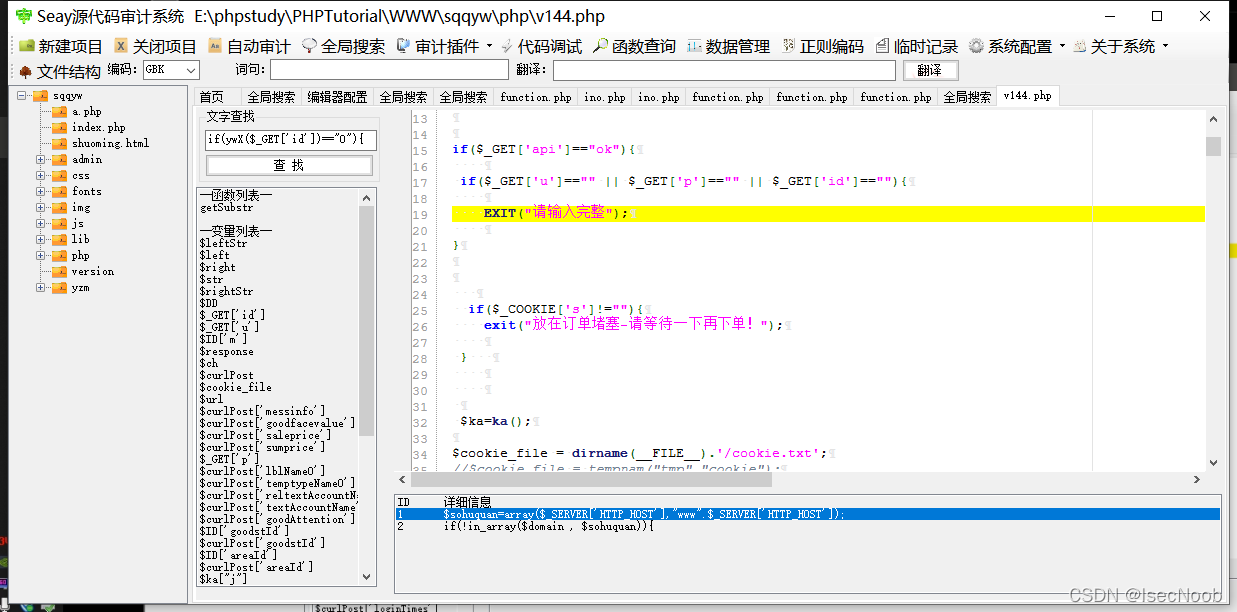 Seay源代码审计系统 E:\phpstudy\PHPTutorial\WWW\sqqyw\php\v144.php
新建项目 关闭项目 自动审计 全局搜索 审计插件 代码调试 函数查询 数据管理 正则编码 临时记录 系统配置 关于系统
文件结构 编码: GBK 词句: 翻译: 翻译
首页 全局搜索 编辑器配置 全局搜索 全局搜索 function.php ino.php ino.php function.php function.php function.php 全局搜索 v144.php
sqqyw
a.php
index.php
shuoming.html
admin
css
fonts
img
js
lib
php
version
yzm
文字查找
if(ywX($_GET['id'])=="0"){
查 找
一函数列表一
getSubstr
一变量列表一
$leftStr
$left
$right
$str
$rightStr
$DD
$_GET['id']
$_GET['u']
$ID['m']
$response
$ch
$curlPost
$cookie_file
$url
$curlPost['messinfo']
$curlPost['goodfacevalue']
$curlPost['saleprice']
$curlPost['sumprice']
$_GET['p']
$curlPost['lblName0']
$curlPost['temptypeName0']
$curlPost['reltextAccountN
$curlPost['textAccountName'
$curlPost['goodAttention']
$ID['goodstId']
$curlPost['goodstId']
$ID['areaId']
$curlPost['areaId']
$ka["j"]
13
14
15 if($_GET['api']=="ok"){
16
17 if($_GET['u']=="" || $_GET['p']=="" || $_GET['id']==""){
18
19 EXIT("请输入完整");
20
21 }
22
23
24
25 if($_COOKIE['s']!=""){
26 exit("放在订单堵塞-请等待一下再下单! ");
27
28 }
29
30
31
32 $ka=ka();
33
34 $cookie_file = dirname(__FILE__).'/cookie.txt';
35 //$cookie_file = tempnam("tmp","cookie");
ID 详细信息
1 $sohuquan=array($_SERVER['HTTP_HOST'],"www".$_SERVER['HTTP_HOST']);
2 if(!in_array($domain , $sohuquan)){
$curlPost['loginTimes']
CSDN @IsecNoob